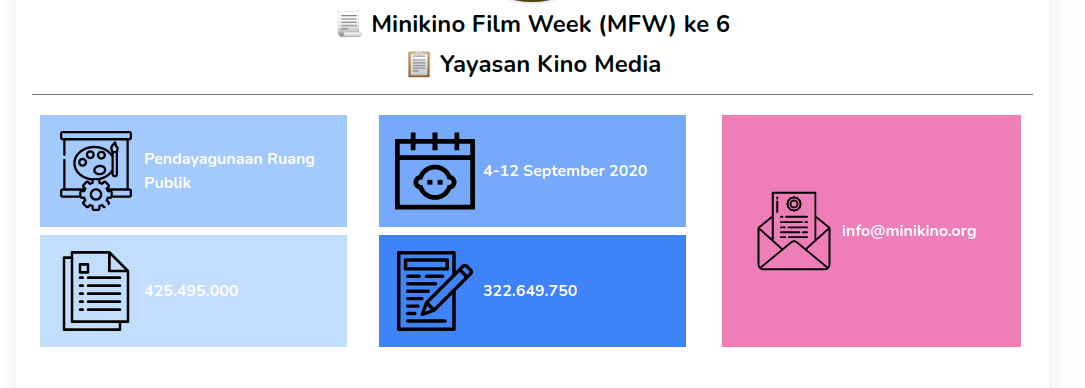 Minikino Film Week (MFW) ke 6
Yayasan Kino Media
Pendayagunaan Ruang
Publik
4-12 September 2020
info@minikino.org
425.495.000
322.649.750